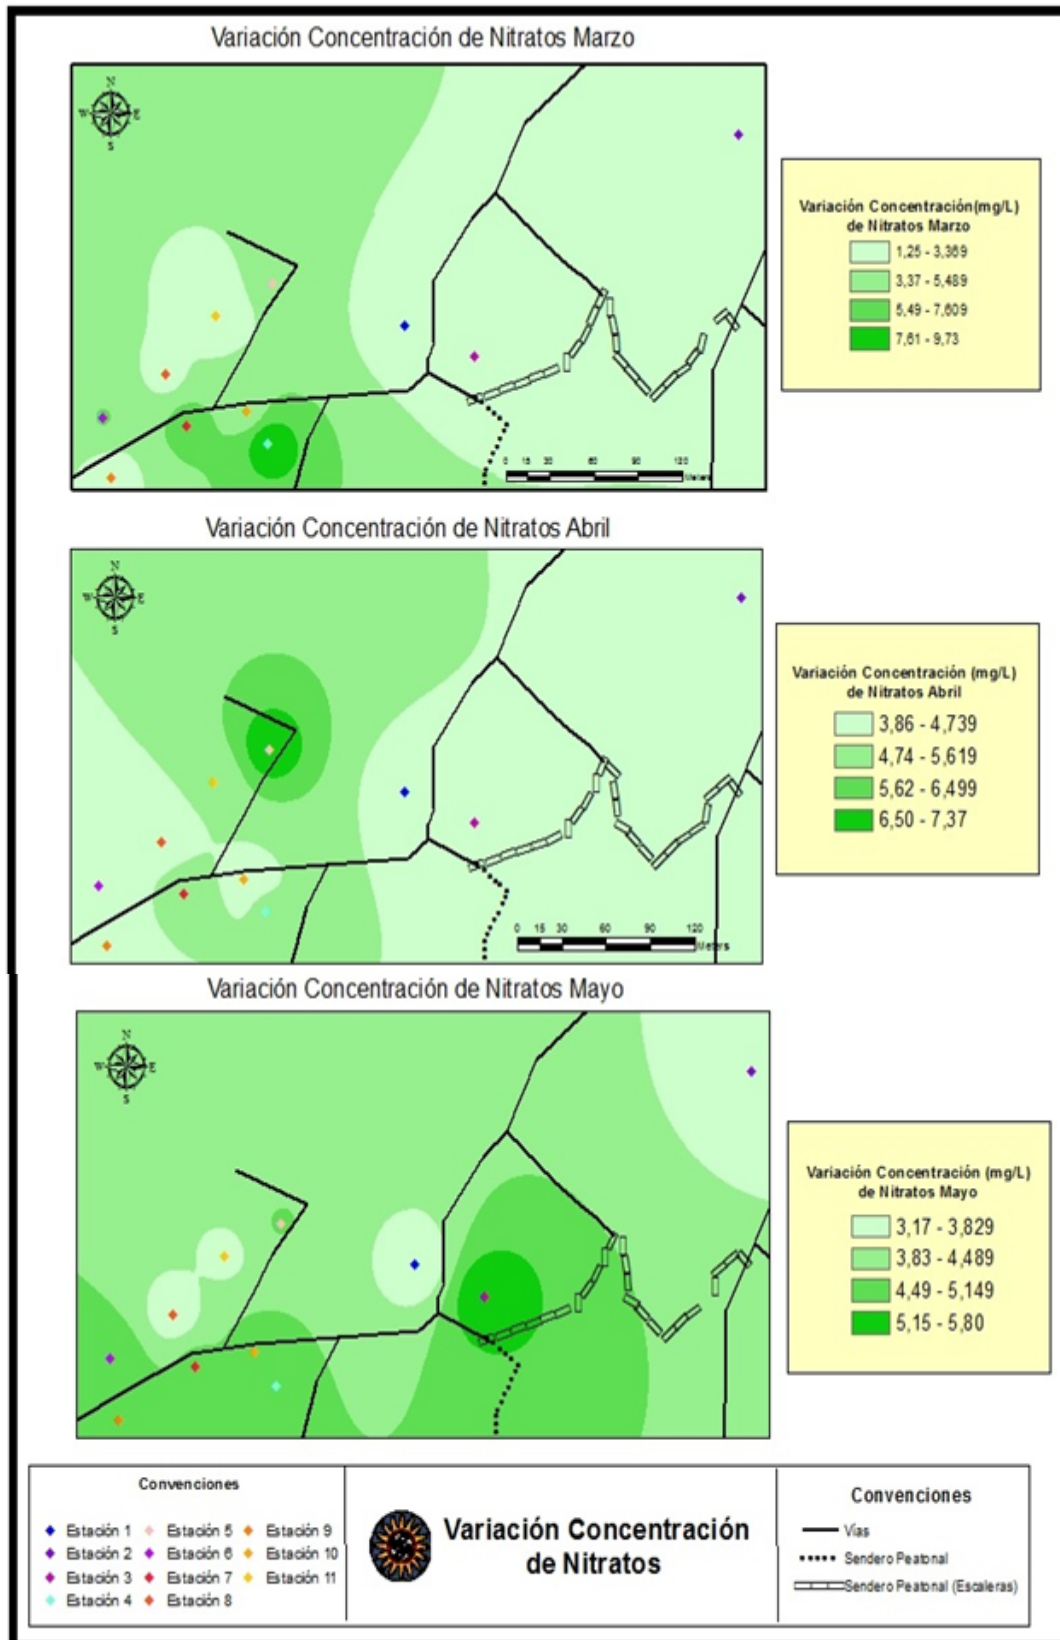 Variación Concentración de Nitratos Marzo
N
W E
S
Variación Concentración(mg/L)
de Nitratos Marzo
1,25 - 3,369
3,37 - 5,489
5,49 - 7,609
7,61 - 9,73
0 15 30 60 90 120
Meters
Variación Concentración de Nitratos Abril
N
W E
S
Variación Concentración (mg/L)
de Nitratos Abril
3,86 - 4,739
4,74 - 5,619
5,62 - 6,499
6,50 - 7,37
0 15 30 60 90 120
Meters
Variación Concentración de Nitratos Mayo
N
W E
S
Variación Concentración (mg/L)
de Nitratos Mayo
3,17 - 3,829
3,83 - 4,489
4,49 - 5,149
5,15 - 5,80
Convenciones
Estación 1
Estación 2
Estación 3
Estación 4
Estación 5
Estación 6
Estación 7
Estación 8
Estación 9
Estación 10
Estación 11
Variación Concentración
de Nitratos
Convenciones
Vías
Sendero Peatonal
Sendero Peatonal (Escaleras)